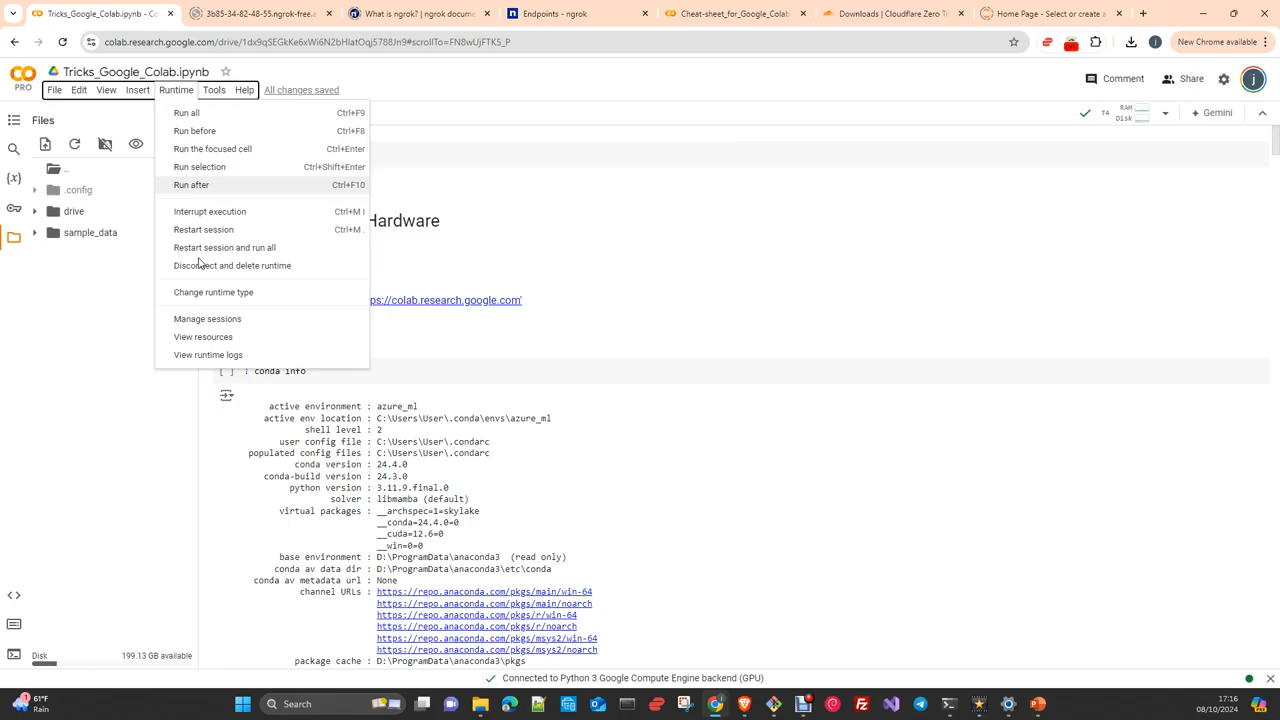 Tricks_Google_Colab.ipynb - C
3b85-34-82-48-55.ngrok-free.a
What is ngrok? | ngrok docume
Endpoints - ngrok
Cheat-sheet_for_Google_Colab
Downloads | Cloudflare Zero T
Home Page - Select or create a
colab.research.google.com/drive/1dx9qSEGkKe6xWi6N2bHlatOqj5788Jn9#scrollTo=FN8wUjFTK5_P
OFF
j
New Chrome available
PRO
Tricks_Google_Colab.ipynb
File Edit View Insert Runtime Tools Help All changes saved
Comment
Share
j
Files
T4
RAM
Disk
Gemini
Run all Ctrl+F9
Run before Ctrl+F8
Run the focused cell Ctrl+Enter
Run selection Ctrl+Shift+Enter
Run after Ctrl+F10
Interrupt execution Ctrl+M I
Restart session Ctrl+M .
Restart session and run all
Disconnect and delete runtime
Change runtime type
Manage sessions
View resources
View runtime logs
{x}
..
.config
drive
sample_data
Hardware
ps://colab.research.google.com'
[ ] ! conda info
active environment : azure_ml
active env location : C:\Users\User\.conda\envs\azure_ml
shell level : 2
user config file : C:\Users\User\.condarc
populated config files : C:\Users\User\.condarc
conda version : 24.4.0
conda-build version : 24.3.0
python version : 3.11.9.final.0
solver : libmamba (default)
virtual packages : __archspec=1=skylake
__conda=24.4.0=0
__cuda=12.6=0
__win=0=0
base environment : D:\ProgramData\anaconda3 (read only)
conda av data dir : D:\ProgramData\anaconda3\etc\conda
conda av metadata url : None
channel URLs : https://repo.anaconda.com/pkgs/main/win-64
https://repo.anaconda.com/pkgs/main/noarch
https://repo.anaconda.com/pkgs/r/win-64
https://repo.anaconda.com/pkgs/r/noarch
https://repo.anaconda.com/pkgs/msys2/win-64
https://repo.anaconda.com/pkgs/msys2/noarch
package cache : D:\ProgramData\anaconda3\pkgs
Disk 199.13 GB available
Connected to Python 3 Google Compute Engine backend (GPU)
1
61°F
Rain
Search
17:16
08/10/2024